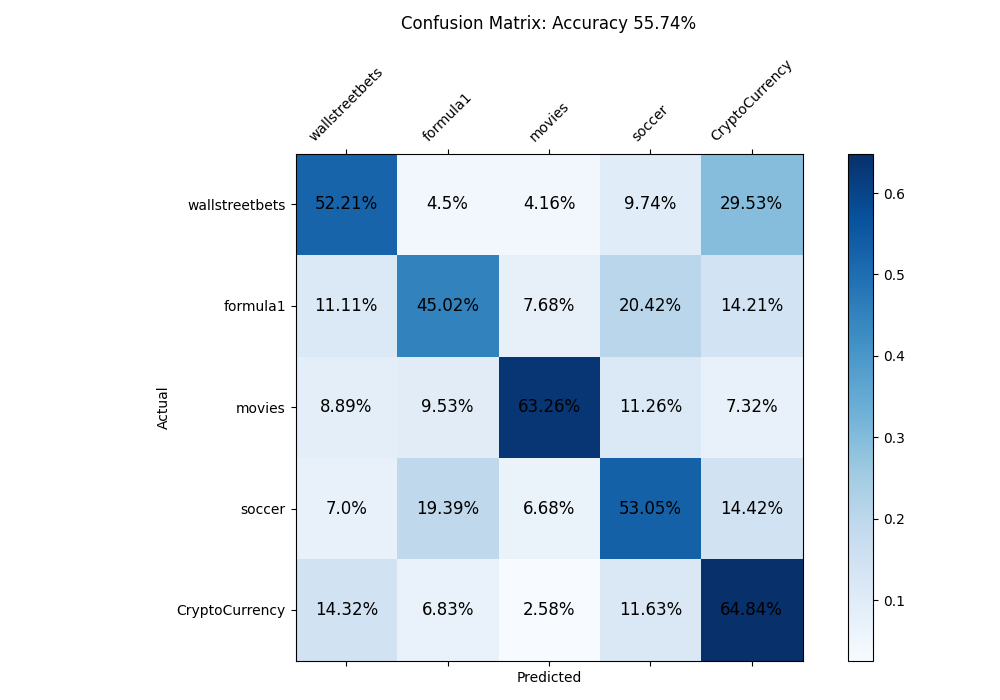 Confusion Matrix: Accuracy 55.74%
wallstreetbets formula1 movies soccer CryptoCurrency
wallstreetbets 52.21% 4.5% 4.16% 9.74% 29.53%
formula1 11.11% 45.02% 7.68% 20.42% 14.21%
movies 8.89% 9.53% 63.26% 11.26% 7.32%
soccer 7.0% 19.39% 6.68% 53.05% 14.42%
CryptoCurrency 14.32% 6.83% 2.58% 11.63% 64.84%
Actual
Predicted
0.6
0.5
0.4
0.3
0.2
0.1